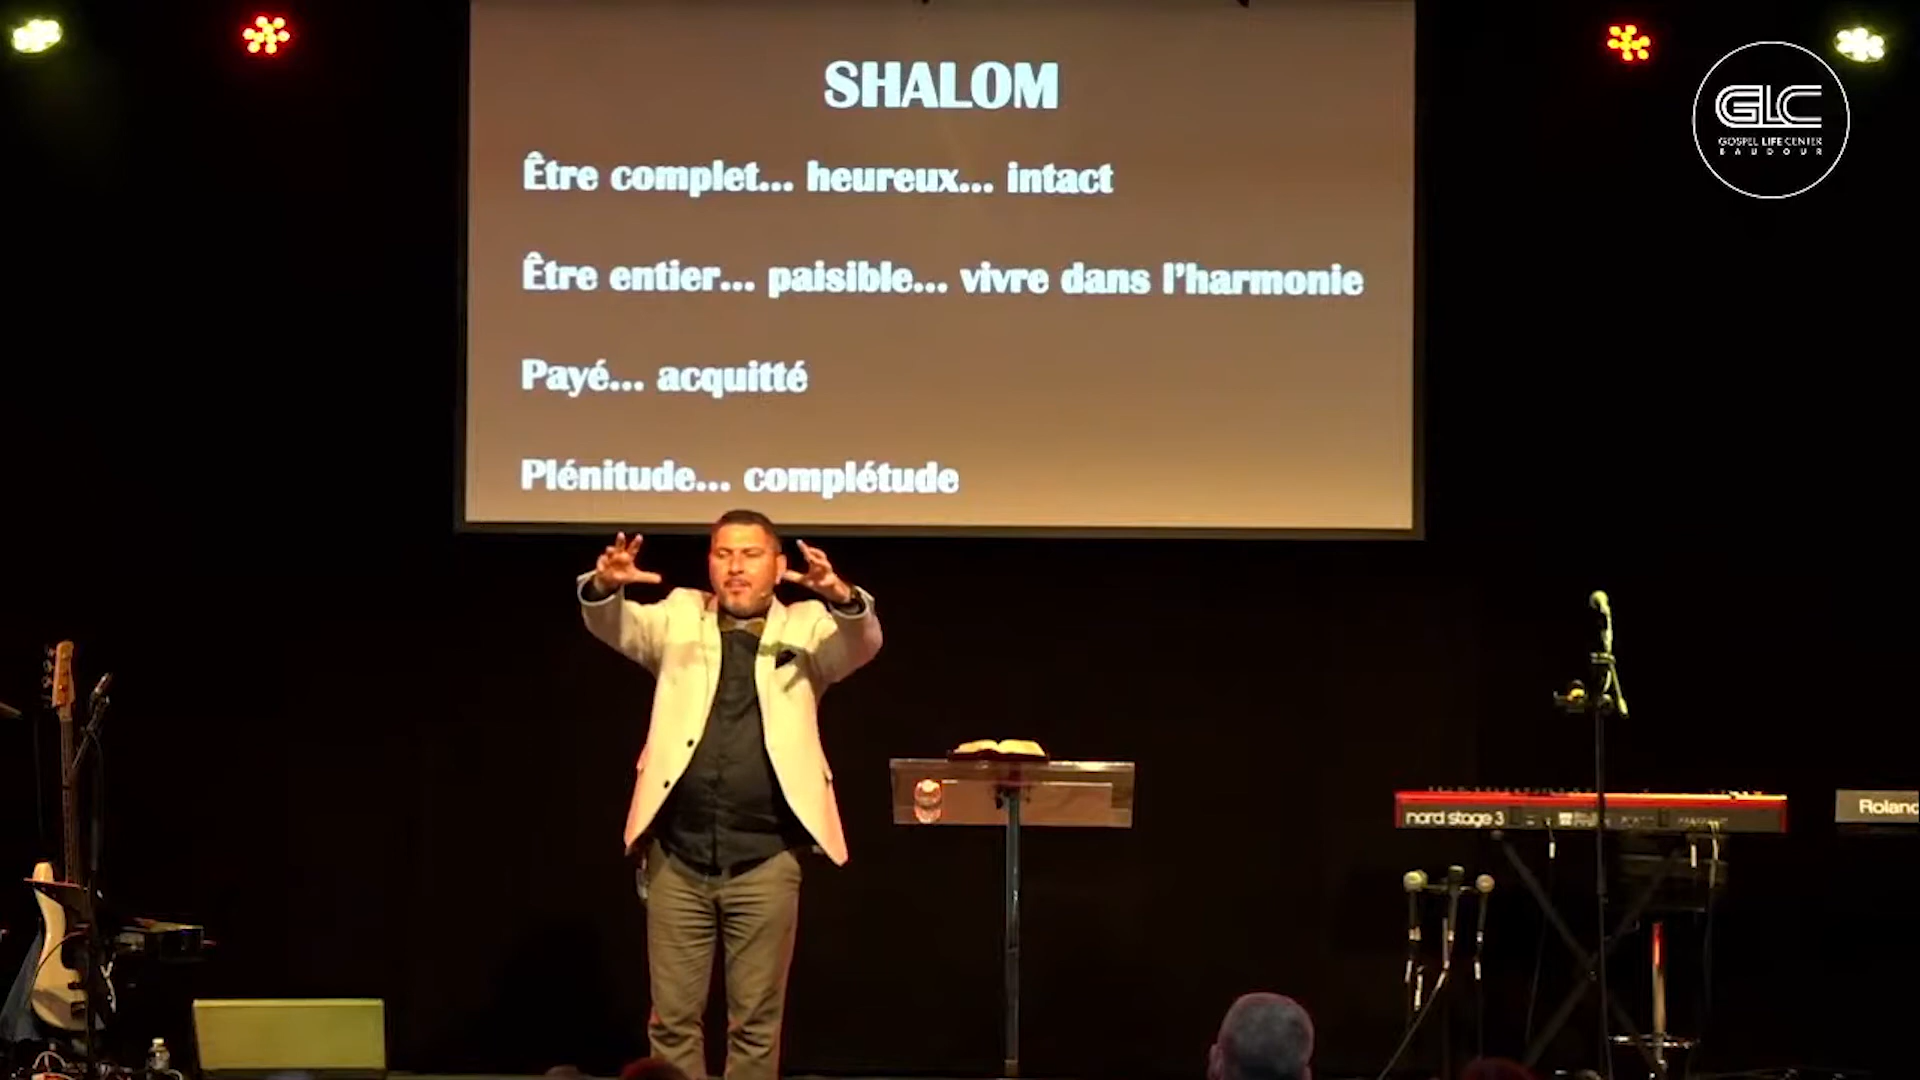 SHALOM
Être complet... heureux... intact
Être entier... paisible... vivre dans l'harmonie
Payé... acquitté
Plénitude... complétude
GLC
GOSPEL LIFE CENTER
BAUDOUR
nord stage 3
Roland